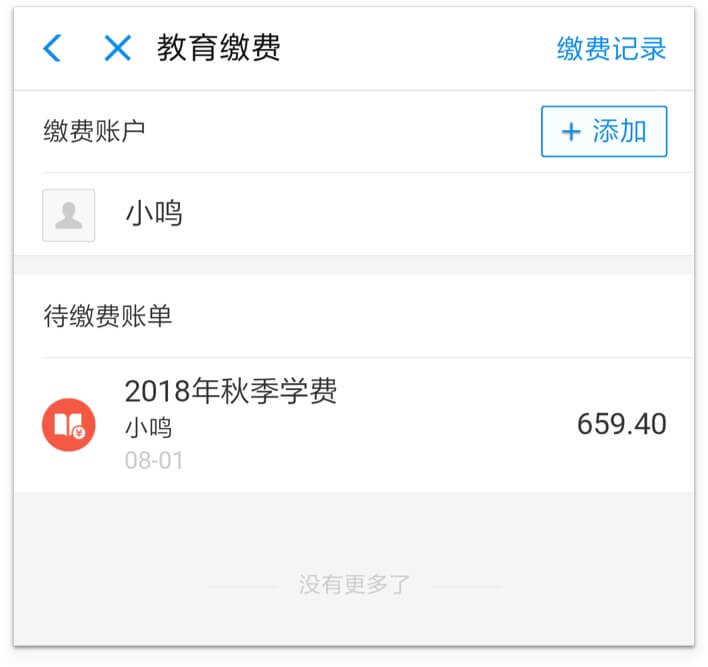 教育缴费 缴费记录
缴费账户 + 添加
小鸣
待缴费账单
2018年秋季学费
小鸣 659.40
08-01
没有更多了